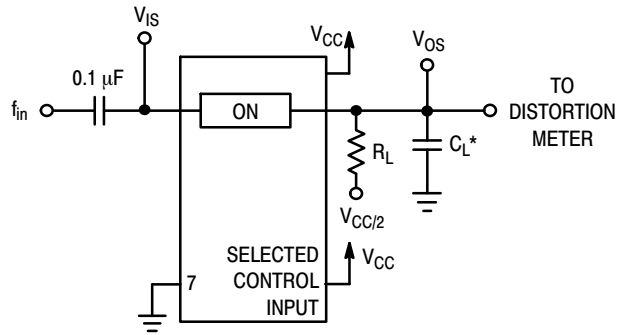 V_IS
V_CC
V_OS
0.1 μF
f_in
ON
TO
DISTORTION
METER
R_L
C_L*
V_CC/2
SELECTED
CONTROL
INPUT
7
V_CC